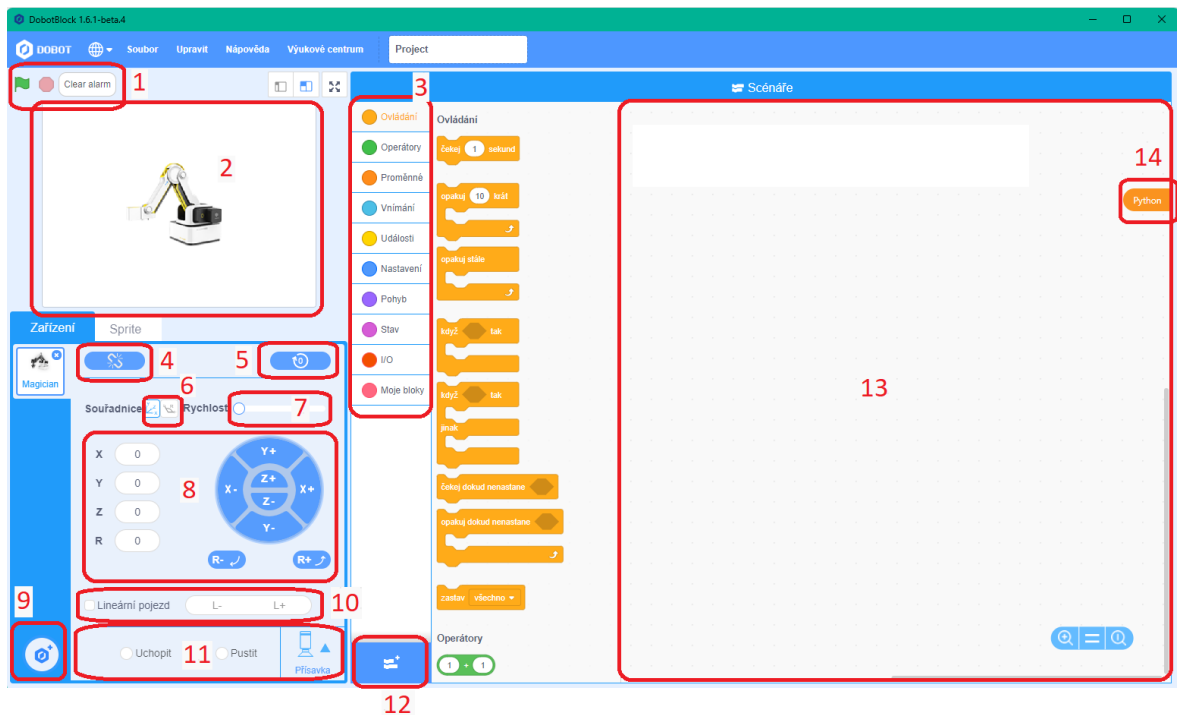 DobotBlock 1.6.1-beta.4
DOBOT Soubor Upravit Nápověda Výukové centrum Project
Clear alarm 1
2
Zařízení Sprite
Magician
4 5
6
Souřadnice Rychlost 7
X 0
Y 0
Z 0
R 0
8
Y+
X- Z+ X+
Z-
Y-
R- R+
9
Lineární pojezd L- L+ 10
Uchopit 11 Pustit
Přísavka
3
Ovládání
Operátory
Proměnné
Vnímání
Události
Nastavení
Pohyb
Stav
I/O
Moje bloky
12
Ovládání
čekej 1 sekund
opakuj 10 krát
opakuj stále
když tak
když tak
jinak
čekej dokud nenastane
opakuj dokud nenastane
zastav všechno
Operátory
1 + 1
Scénáře
14
Python
13